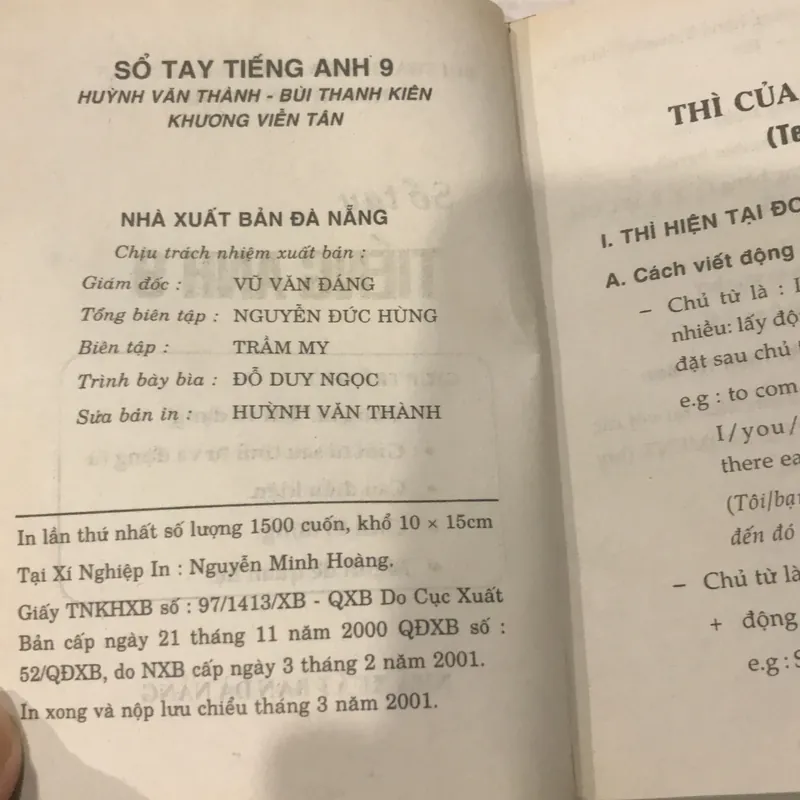 SỔ TAY TIẾNG ANH 9
HUỲNH VĂN THÀNH - BÙI THANH KIÊN
KHƯƠNG VIỄN TÂN
NHÀ XUẤT BẢN ĐÀ NẴNG
Chịu trách nhiệm xuất bản :
Giám đốc : VŨ VĂN ĐÁNG
Tổng biên tập : NGUYỄN ĐỨC HÙNG
Biên tập : TRẦM MY
Trình bày bìa : ĐỖ DUY NGỌC
Sửa bản in : HUỲNH VĂN THÀNH
In lần thứ nhất số lượng 1500 cuốn, khổ 10 × 15cm
Tại Xí Nghiệp In : Nguyễn Minh Hoàng.
Giấy TNKHXB số : 97/1413/XB - QXB Do Cục Xuất
Bản cấp ngày 21 tháng 11 năm 2000 QĐXB số :
52/QĐXB, do NXB cấp ngày 3 tháng 2 năm 2001.
In xong và nộp lưu chiểu tháng 3 năm 2001.
THÌ CỦA
(Te
I. THÌ HIỆN TẠI ĐƠ
A. Cách viết động
– Chủ từ là : I
nhiều: lấy độ
đặt sau chủ t
e.g : to com
I/you/
there ea
(Tôi/bạ
đến đó
– Chủ từ là
+ động
e.g : S